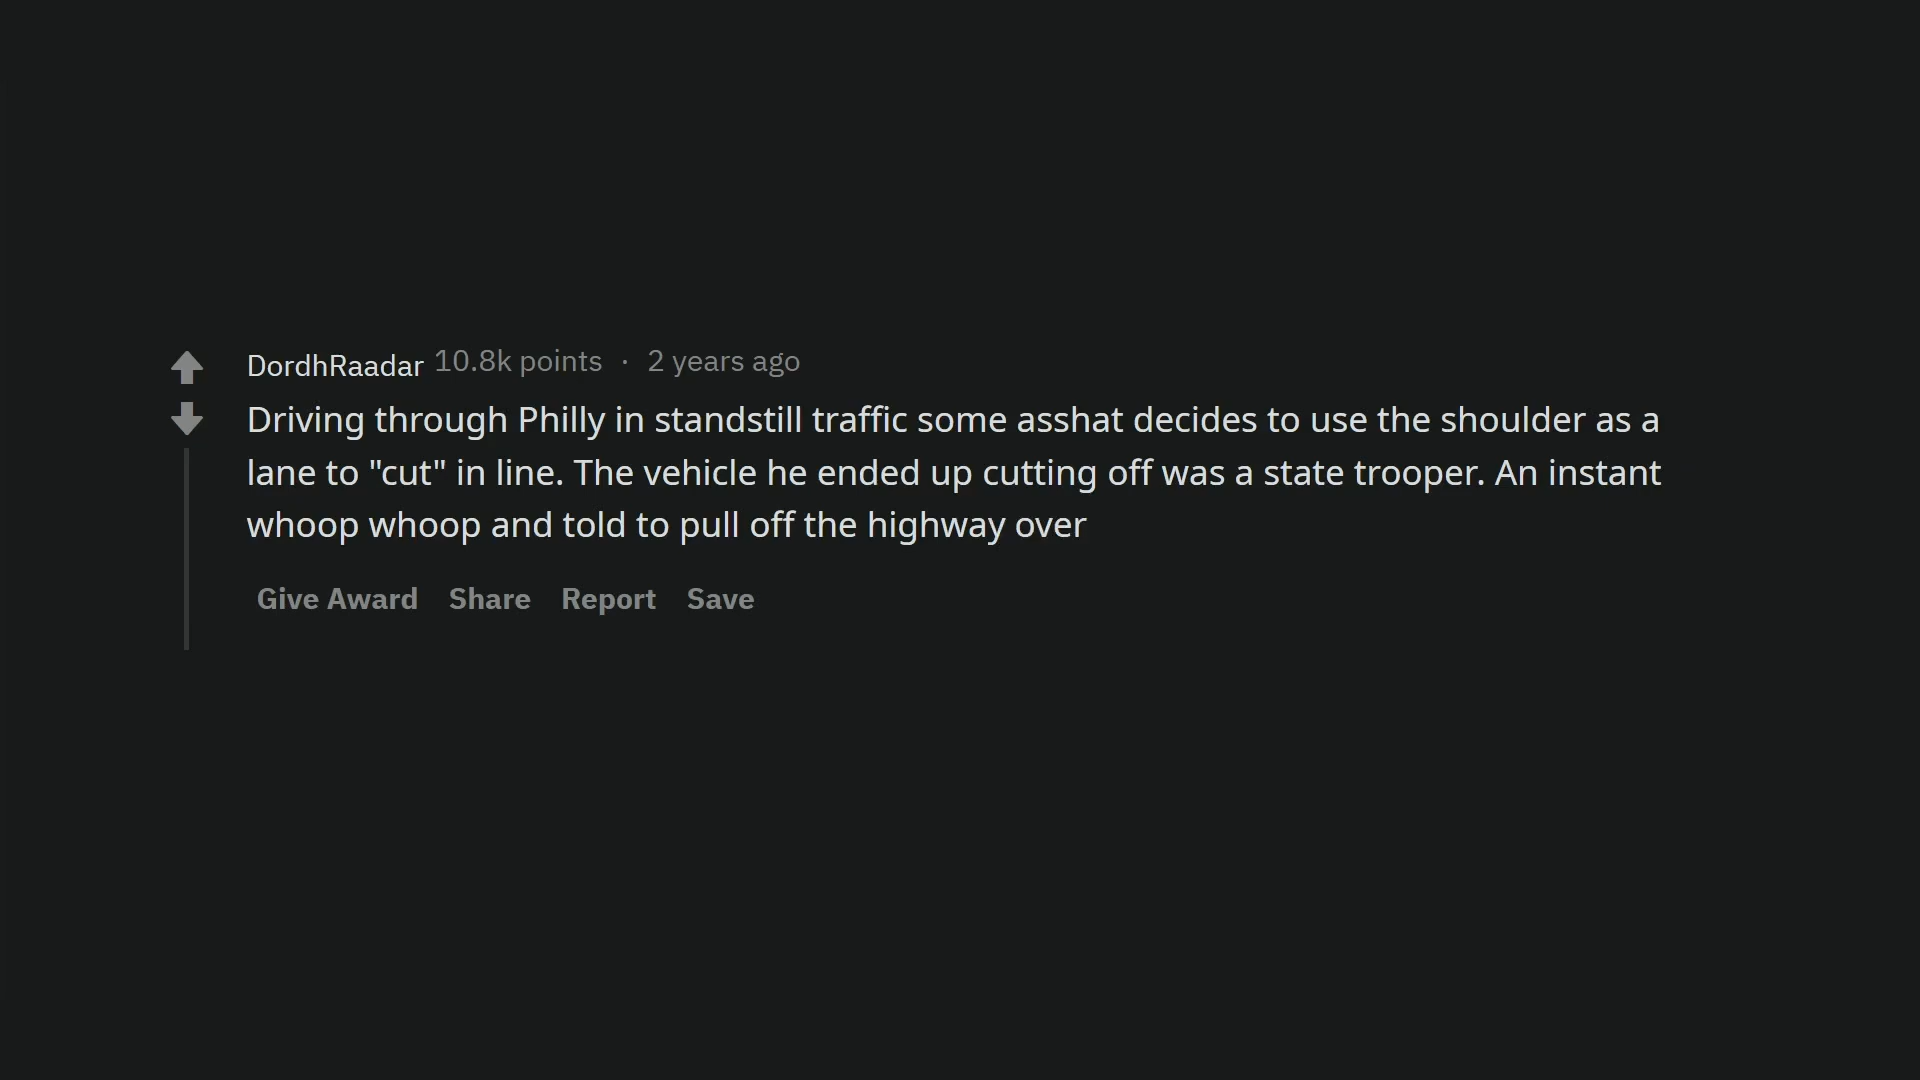 DordhRaadar 10.8k points · 2 years ago
Driving through Philly in standstill traffic some asshat decides to use the shoulder as a
lane to "cut" in line. The vehicle he ended up cutting off was a state trooper. An instant
whoop whoop and told to pull off the highway over
Give Award Share Report Save